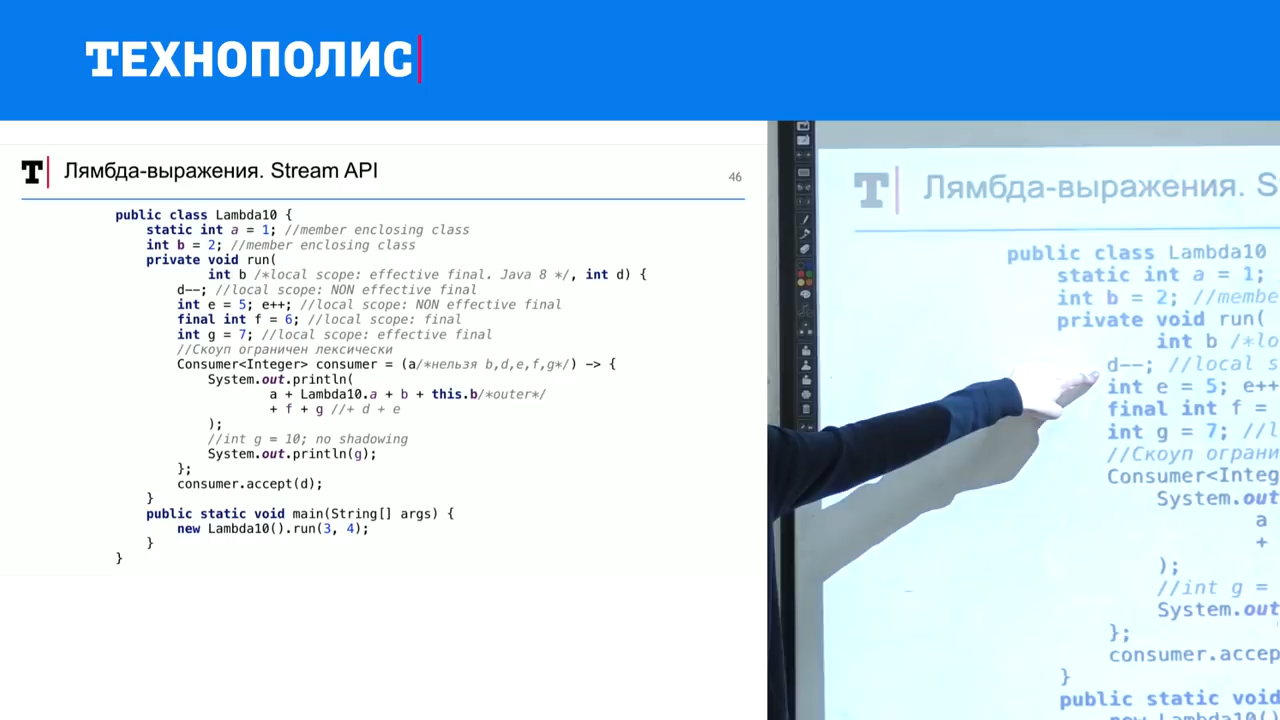 ТЕХНОПОЛИС
Т
Лямбда-выражения. Stream API
46
public class Lambda10 {
static int a = 1; //member enclosing class
int b = 2; //member enclosing class
private void run(
int b /*local scope: effective final. Java 8 */, int d) {
d--; //local scope: NON effective final
int e = 5; e++; //local scope: NON effective final
final int f = 6; //local scope: final
int g = 7; //local scope: effective final
//Скоуп ограничен лексически
Consumer<Integer> consumer = (a/*нельзя b,d,e,f,g*/) -> {
System.out.println(
a + Lambda10.a + b + this.b/*outer*/
+ f + g //+ d + e
);
//int g = 10; no shadowing
System.out.println(g);
};
consumer.accept(d);
}
public static void main(String[] args) {
new Lambda10().run(3, 4);
}
}
Т
Лямбда-выражения. S
public class Lambda10
static int a = 1;
int b = 2; //membe
private void run(
int b /*lo
d--; //local s
int e = 5; e++
final int f =
int g = 7; //l
//Скоуп ограни
Consumer<Integ
System.out
a
+
);
//int g =
System.out
};
consumer.accep
}
public static void
new Lambda10()